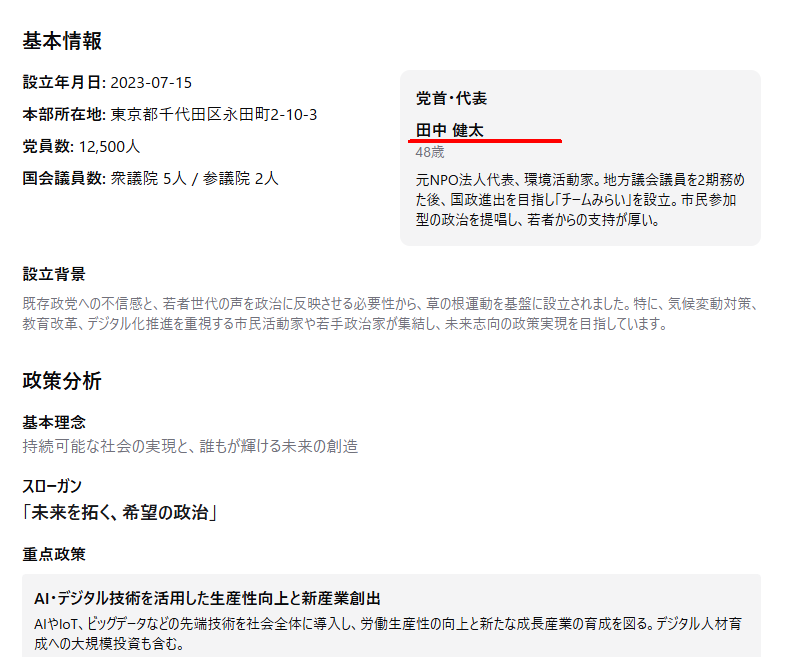 基本情報
設立年月日: 2023-07-15
本部所在地: 東京都千代田区永田町2-10-3
党員数: 12,500人
国会議員数: 衆議院 5人 / 参議院 2人
党首・代表
田中 健太
48歳
元NPO法人代表、環境活動家。地方議会議員を2期務め
た後、国政進出を目指し「チームみらい」を設立。市民参加
型の政治を提唱し、若者からの支持が厚い。
設立背景
既存政党への不信感と、若者世代の声を政治に反映させる必要性から、草の根運動を基盤に設立されました。特に、気候変動対策、
教育改革、デジタル化推進を重視する市民活動家や若手政治家が集結し、未来志向の政策実現を目指しています。
政策分析
基本理念
持続可能な社会の実現と、誰もが輝ける未来の創造
スローガン
「未来を拓く、希望の政治」
重点政策
AI・デジタル技術を活用した生産性向上と新産業創出
AIやIoT、ビッグデータなどの先端技術を社会全体に導入し、労働生産性の向上と新たな成長産業の育成を図る。デジタル人材育
成への大規模投資も含む。